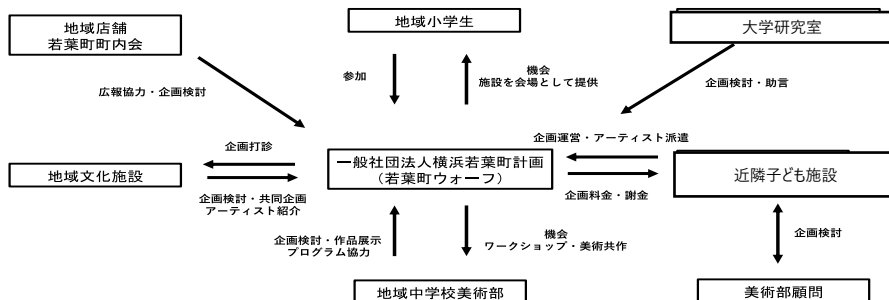 地域店舗
若葉町町内会
地域小学生
大学研究室
広報協力・企画検討
参加
機会
施設を会場として提供
企画検討・助言
企画打診
企画運営・アーティスト派遣
地域文化施設
一般社団法人横浜若葉町計画
（若葉町ウォーフ）
近隣子ども施設
企画検討・共同企画
アーティスト紹介
企画料金・謝金
企画検討・作品展示
プログラム協力
機会
ワークショップ・美術共作
企画検討
地域中学校美術部
美術部顧問